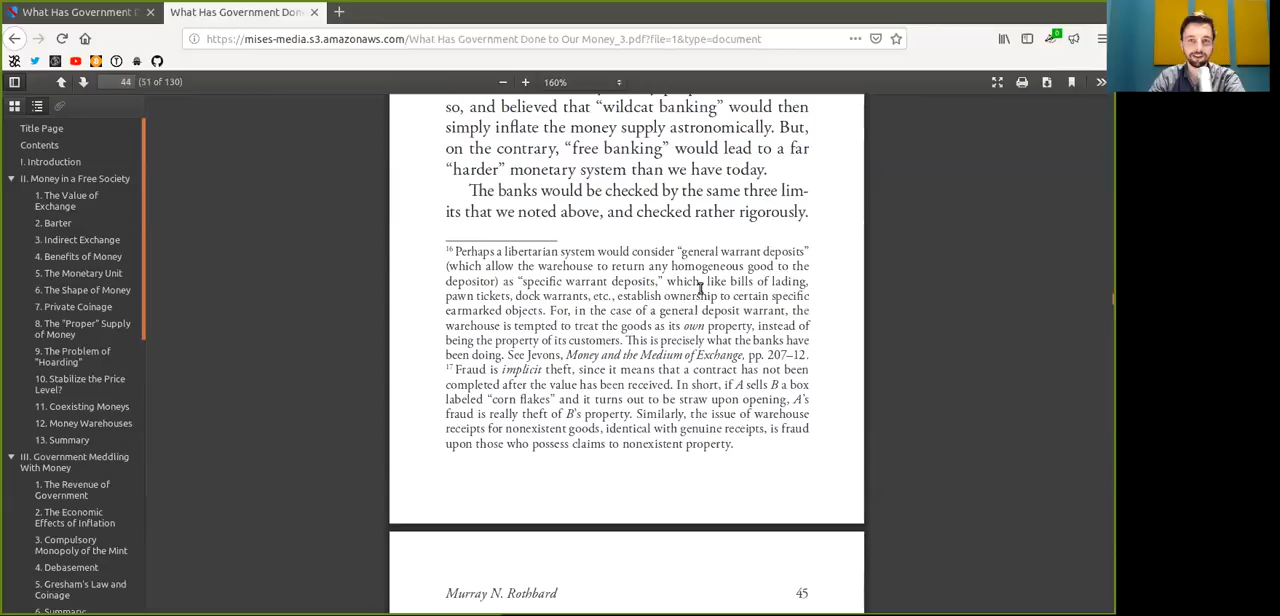 What Has Government D
What Has Government Don
https://mises-media.s3.amazonaws.com/What Has Government Done to Our Money_3.pdf?file=1&type=document
0
44 (51 of 130)
160%
Title Page
Contents
I. Introduction
II. Money in a Free Society
1. The Value of
Exchange
2. Barter
3. Indirect Exchange
4. Benefits of Money
5. The Monetary Unit
6. The Shape of Money
7. Private Coinage
8. The “Proper” Supply
of Money
9. The Problem of
“Hoarding”
10. Stabilize the Price
Level?
11. Coexisting Moneys
12. Money Warehouses
13. Summary
III. Government Meddling
With Money
1. The Revenue of
Government
2. The Economic
Effects of Inflation
3. Compulsory
Monopoly of the Mint
4. Debasement
5. Gresham's Law and
Coinage
6. Summary
so, and believed that “wildcat banking” would then
simply inflate the money supply astronomically. But,
on the contrary, “free banking” would lead to a far
“harder” monetary system than we have today.
The banks would be checked by the same three lim-
its that we noted above, and checked rather rigorously.
16 Perhaps a libertarian system would consider “general warrant deposits”
(which allow the warehouse to return any homogeneous good to the
depositor) as “specific warrant deposits,” which, like bills of lading,
pawn tickets, dock warrants, etc., establish ownership to certain specific
earmarked objects. For, in the case of a general deposit warrant, the
warehouse is tempted to treat the goods as its own property, instead of
being the property of its customers. This is precisely what the banks have
been doing. See Jevons, Money and the Medium of Exchange, pp. 207–12.
17 Fraud is implicit theft, since it means that a contract has not been
completed after the value has been received. In short, if A sells B a box
labeled “corn flakes” and it turns out to be straw upon opening, A's
fraud is really theft of B's property. Similarly, the issue of warehouse
receipts for nonexistent goods, identical with genuine receipts, is fraud
upon those who possess claims to nonexistent property.
Murray N. Rothbard 45